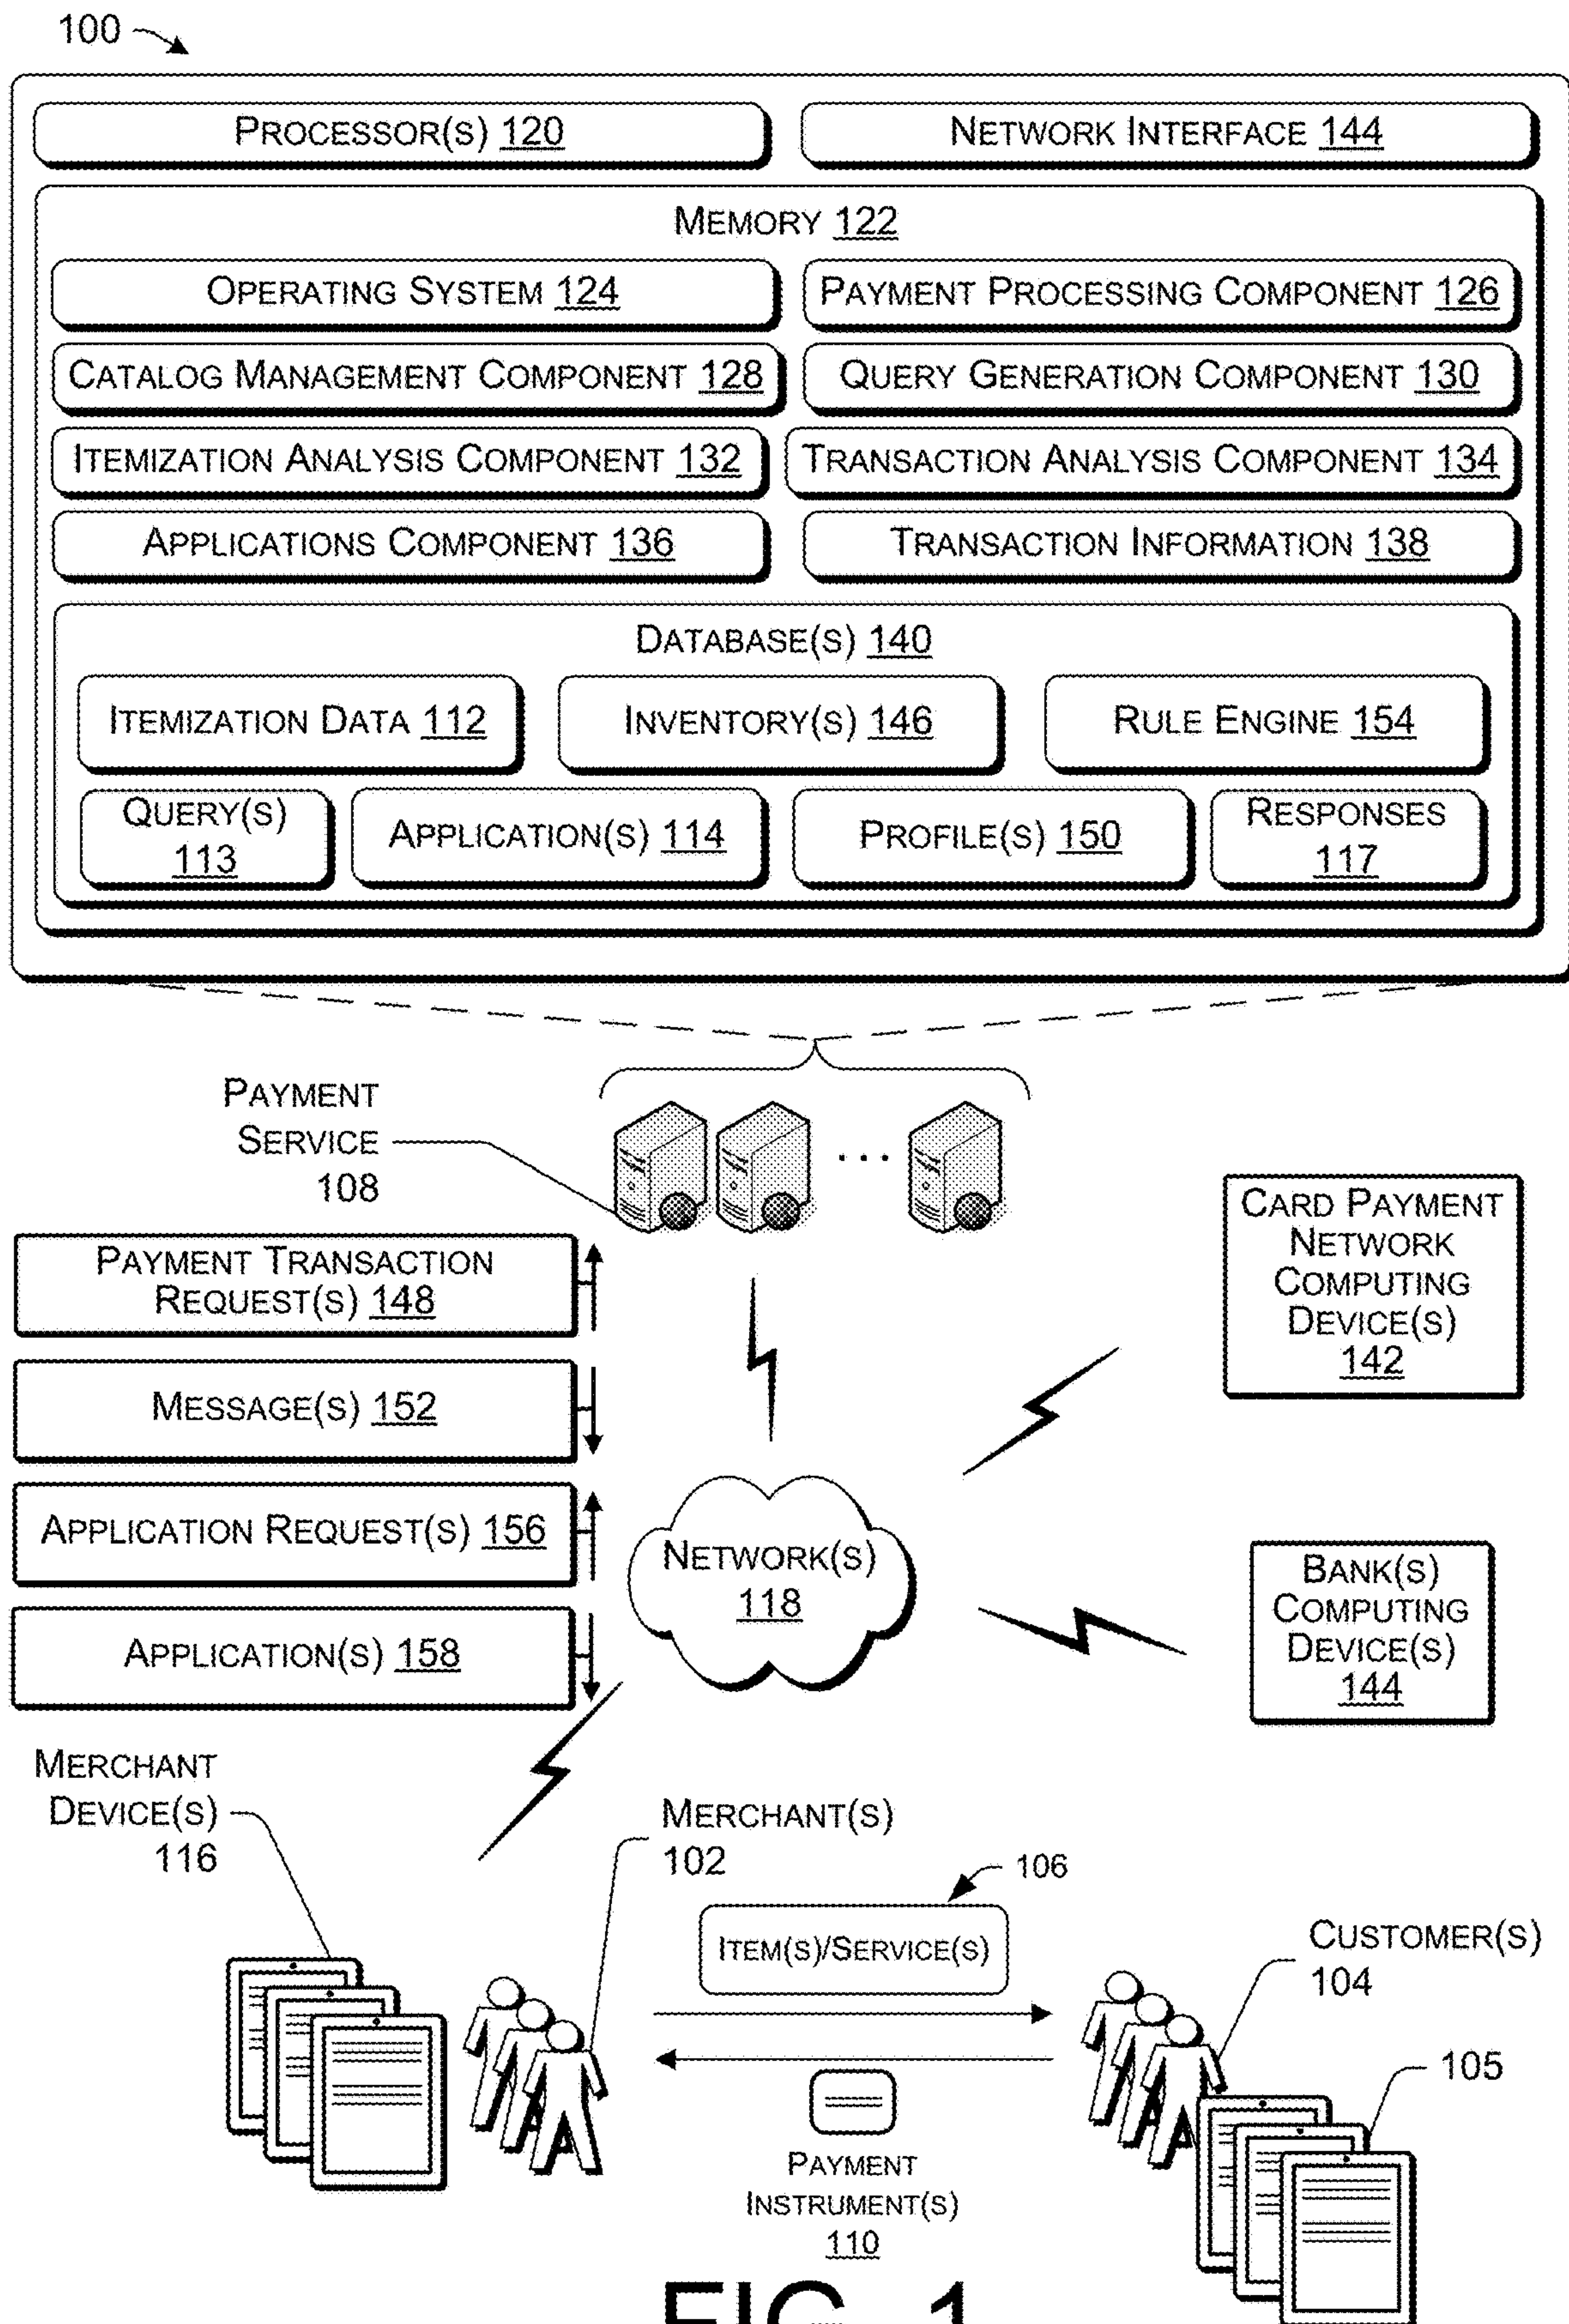 100
PROCESSOR(S) 120
NETWORK INTERFACE 144
MEMORY 122
OPERATING SYSTEM 124
PAYMENT PROCESSING COMPONENT 126
CATALOG MANAGEMENT COMPONENT 128
QUERY GENERATION COMPONENT 130
ITEMIZATION ANALYSIS COMPONENT 132
TRANSACTION ANALYSIS COMPONENT 134
APPLICATIONS COMPONENT 136
TRANSACTION INFORMATION 138
DATABASE(S) 140
ITEMIZATION DATA 112
INVENTORY(S) 146
RULE ENGINE 154
QUERY(S)
113
APPLICATION(S) 114
PROFILE(S) 150
RESPONSES
117
PAYMENT
SERVICE
108
PAYMENT TRANSACTION
REQUEST(S) 148
MESSAGE(S) 152
APPLICATION REQUEST(S) 156
APPLICATION(S) 158
...
CARD PAYMENT
NETWORK
COMPUTING
DEVICE(S)
142
NETWORK(S)
118
BANK(S)
COMPUTING
DEVICE(S)
144
MERCHANT
DEVICE(S)
116
MERCHANT(S)
102
106
ITEM(S)/SERVICE(S)
CUSTOMER(S)
104
105
PAYMENT
INSTRUMENT(S)
110
FIG. 1